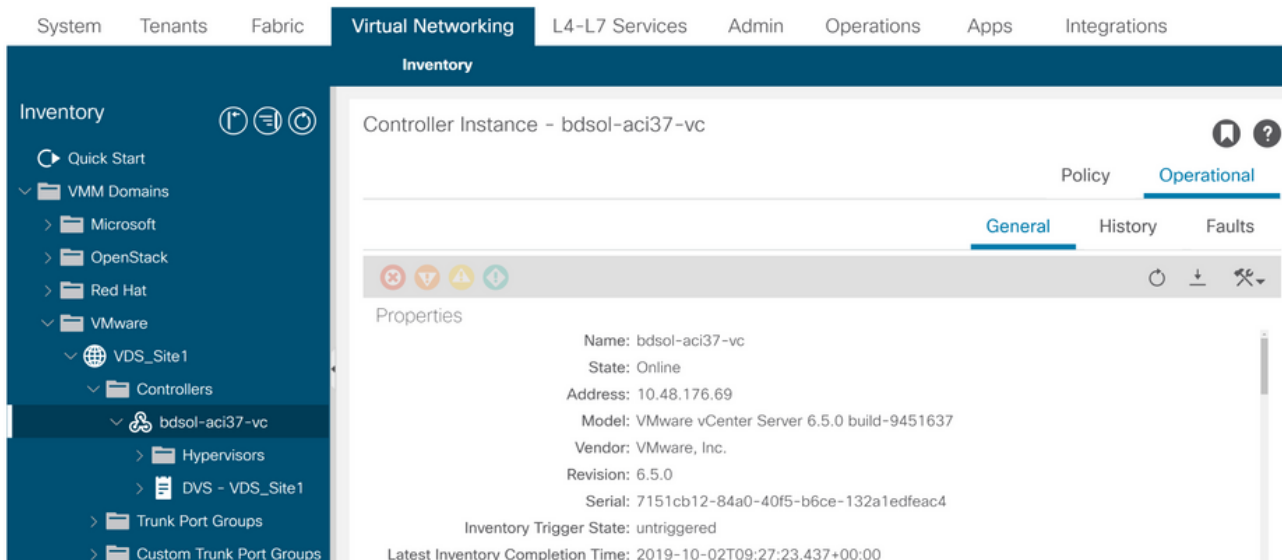 System Tenants Fabric Virtual Networking L4-L7 Services Admin Operations Apps Integrations
Inventory
Inventory
Quick Start
VMM Domains
Microsoft
OpenStack
Red Hat
VMware
VDS_Site1
Controllers
bdsol-aci37-vc
Hypervisors
DVS - VDS_Site1
Trunk Port Groups
Custom Trunk Port Groups
Controller Instance - bdsol-aci37-vc
Policy Operational
General History Faults
Properties
Name: bdsol-aci37-vc
State: Online
Address: 10.48.176.69
Model: VMware vCenter Server 6.5.0 build-9451637
Vendor: VMware, Inc.
Revision: 6.5.0
Serial: 7151cb12-84a0-40f5-b6ce-132a1edfeac4
Inventory Trigger State: untriggered
Latest Inventory Completion Time: 2019-10-02T09:27:23.437+00:00